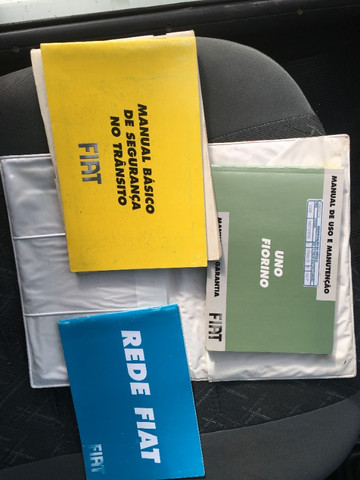 MANUAL BÁSICO
DE SEGURANÇA
NO TRÂNSITO
FIAT
MANUAL DE USO E MANUTENÇÃO
UNO
FIORINO
GARANTIA
FIAT
REDE FIAT
FIAT